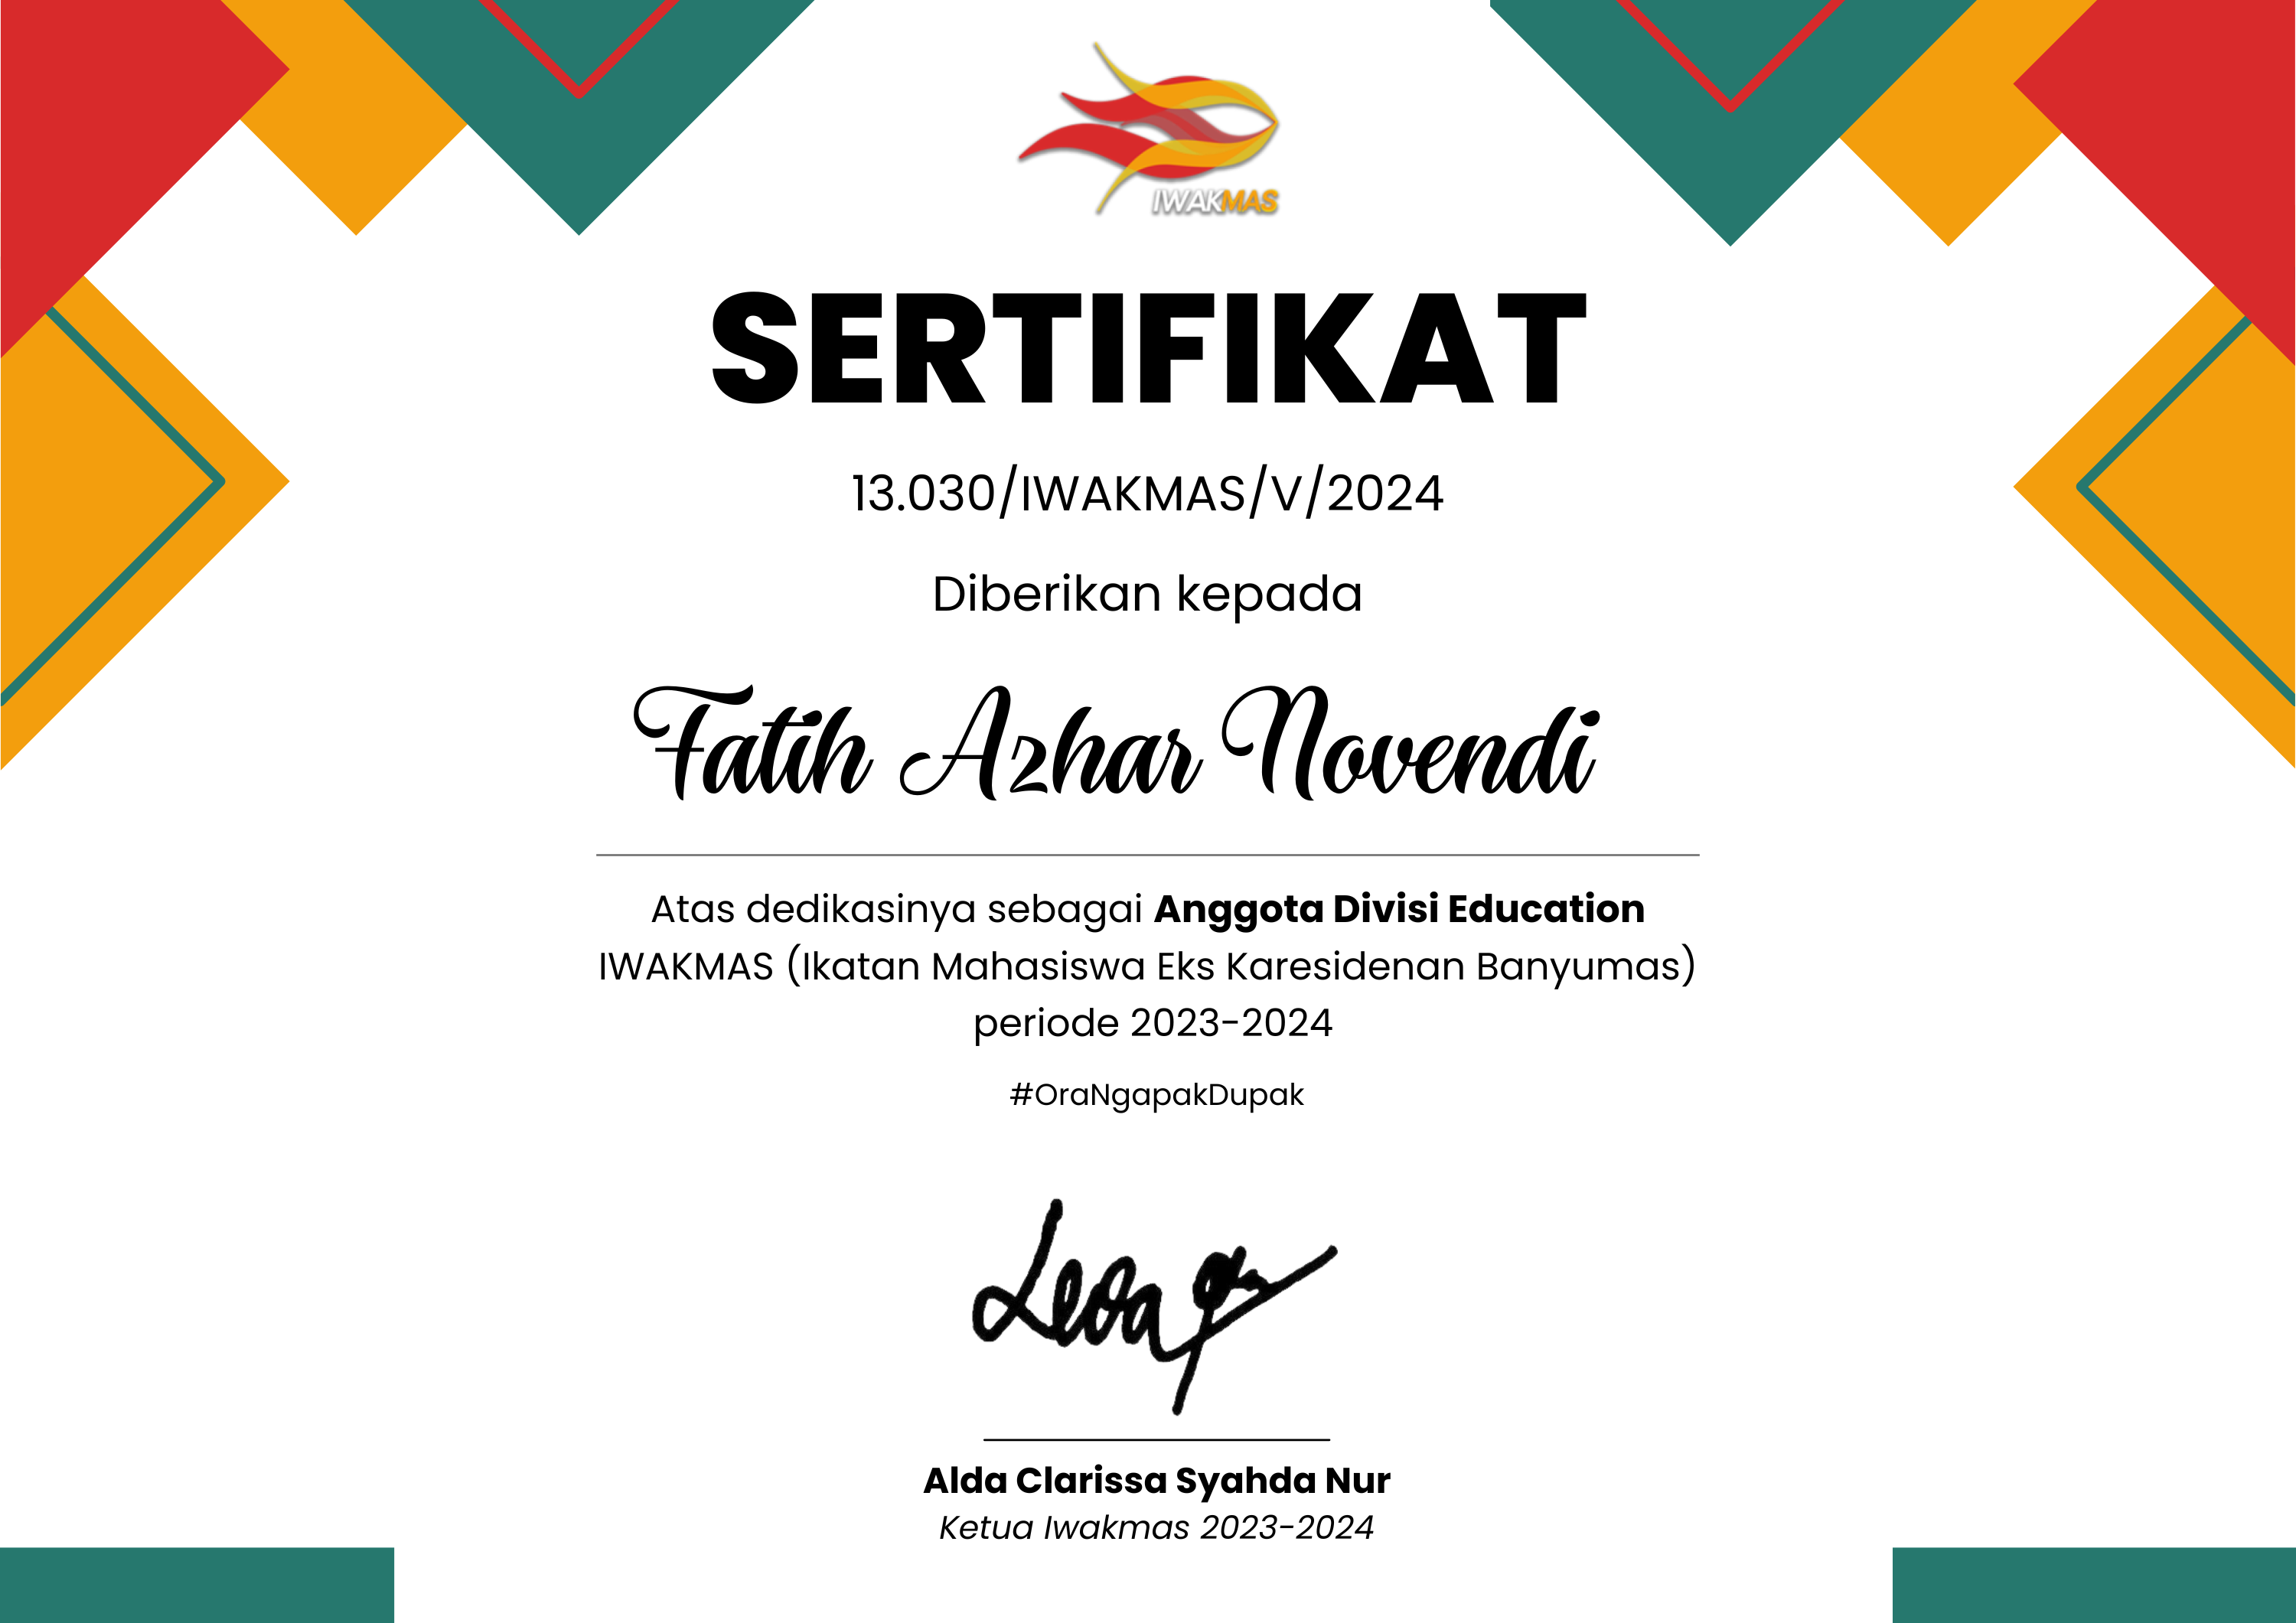 IWAKMAS
SERTIFIKAT
13.030/IWAKMAS/V/2024
Diberikan kepada
Fatih Azhar Novendi
Atas dedikasinya sebagai Anggota Divisi Education
IWAKMAS (Ikatan Mahasiswa Eks Karesidenan Banyumas)
periode 2023-2024
#OraNgapakDupak
Alda Clarissa Syahda Nur
Ketua Iwakmas 2023-2024